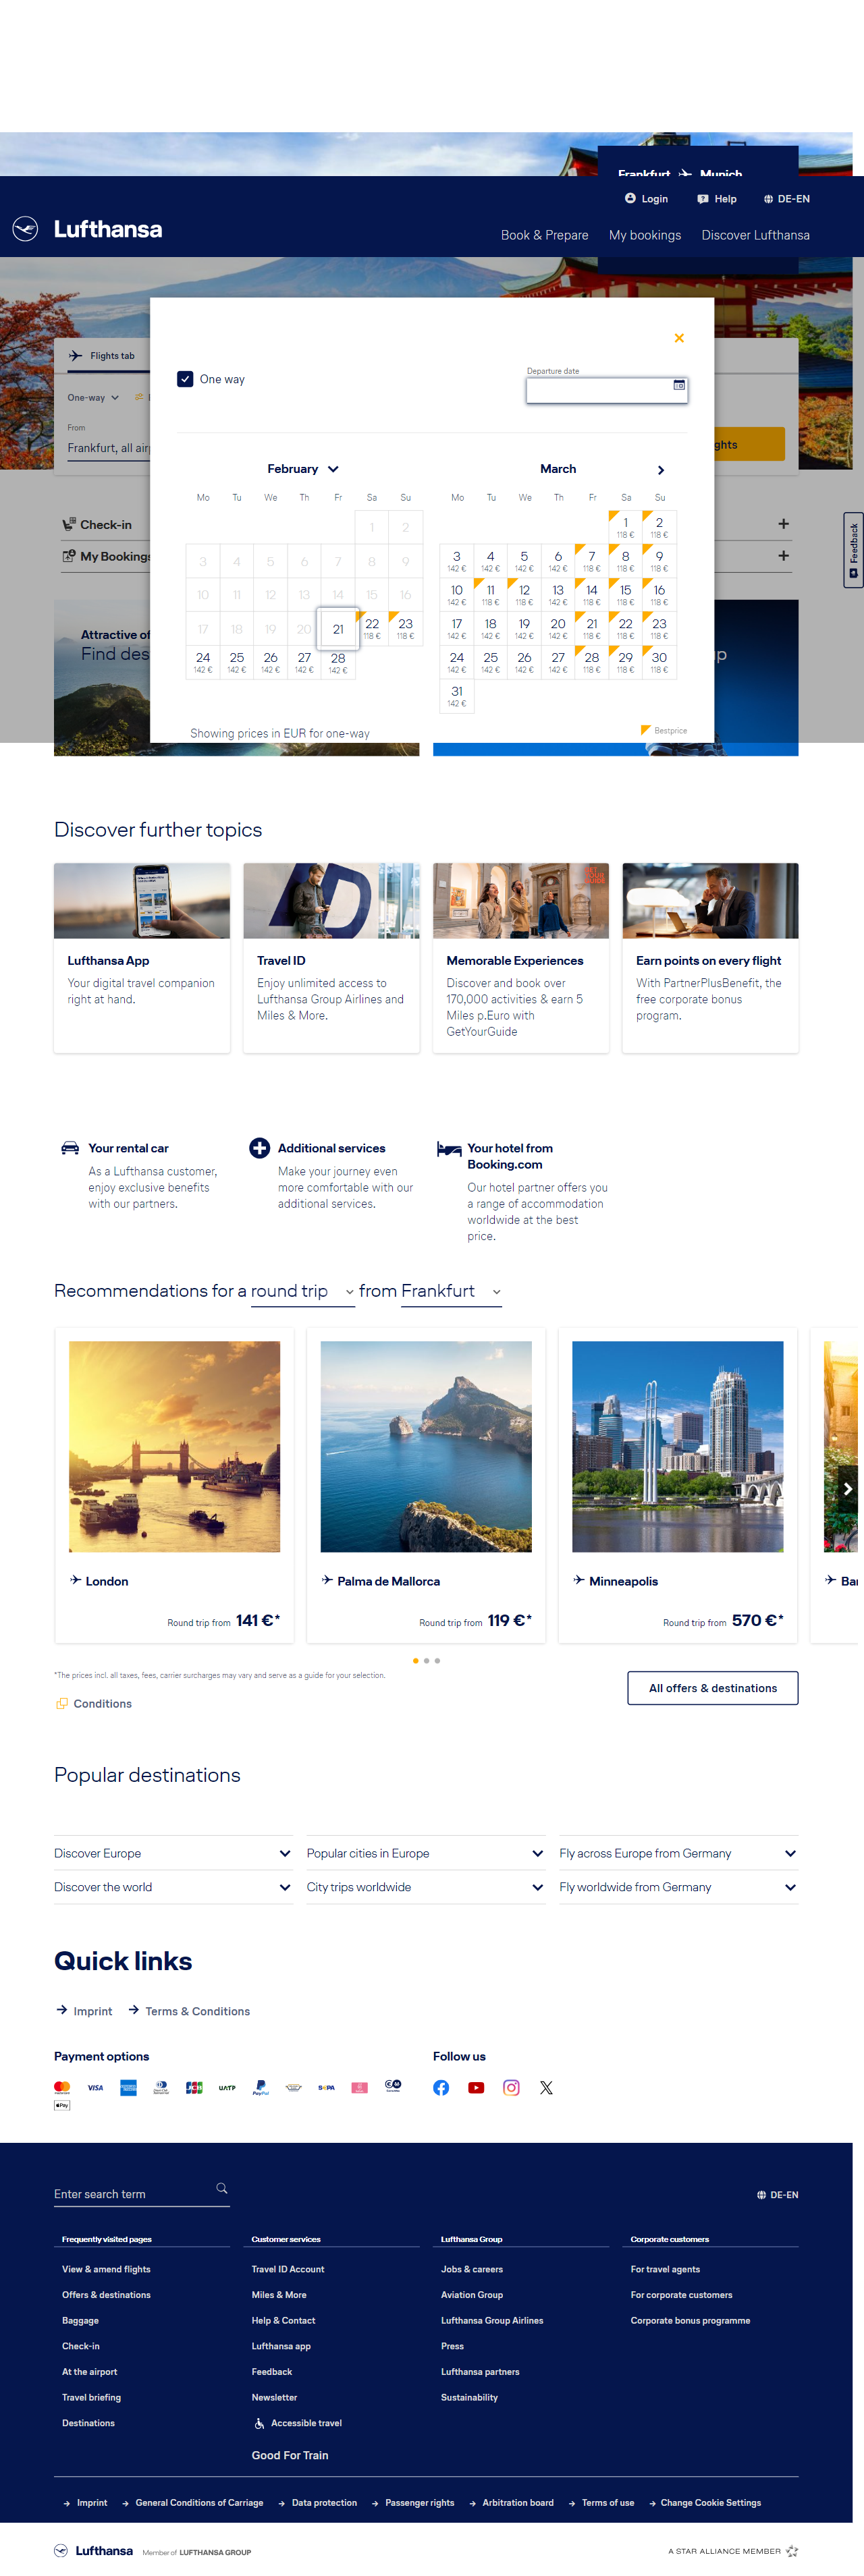 Frankfurt Munich
Login Help DE-EN
Lufthansa
Book & Prepare My bookings Discover Lufthansa
Flights tab
One-way
From
Frankfurt, all air
ghts
One way
Departure date
February
Mo Tu We Th Fr Sa Su
1 2
3 4 5 6 7 8 9
10 11 12 13 14 15 16
17 18 19 20 21 22 23
118 € 118 €
24 25 26 27 28
142 € 142 € 142 € 142 € 142 €
March
Mo Tu We Th Fr Sa Su
1 2
118 € 118 €
3 4 5 6 7 8 9
142 € 142 € 142 € 142 € 118 € 118 € 118 €
10 11 12 13 14 15 16
142 € 118 € 118 € 142 € 118 € 118 € 118 €
17 18 19 20 21 22 23
142 € 142 € 142 € 142 € 118 € 118 € 118 €
24 25 26 27 28 29 30
142 € 142 € 142 € 142 € 118 € 118 € 118 €
31
142 €
Showing prices in EUR for one-way
Bestprice
Check-in
My Bookings
Feedback
Attractive of
Find des
Discover further topics
Lufthansa App
Your digital travel companion
right at hand.
Travel ID
Enjoy unlimited access to
Lufthansa Group Airlines and
Miles & More.
Memorable Experiences
Discover and book over
170,000 activities & earn 5
Miles p.Euro with
GetYourGuide
Earn points on every flight
With PartnerPlusBenefit, the
free corporate bonus
program.
Your rental car
As a Lufthansa customer,
enjoy exclusive benefits
with our partners.
Additional services
Make your journey even
more comfortable with our
additional services.
Your hotel from
Booking.com
Our hotel partner offers you
a range of accommodation
worldwide at the best
price.
Recommendations for a round trip from Frankfurt
London
Round trip from 141 €*
Palma de Mallorca
Round trip from 119 €*
Minneapolis
Round trip from 570 €*
Bar
*The prices incl. all taxes, fees, carrier surcharges may vary and serve as a guide for your selection.
Conditions
All offers & destinations
Popular destinations
Discover Europe
Popular cities in Europe
Fly across Europe from Germany
Discover the world
City trips worldwide
Fly worldwide from Germany
Quick links
Imprint Terms & Conditions
Payment options
VISA UATP PayPal SEPA
Pay
Follow us
Enter search term
DE-EN
Frequently visited pages
View & amend flights
Offers & destinations
Baggage
Check-in
At the airport
Travel briefing
Destinations
Customer services
Travel ID Account
Miles & More
Help & Contact
Lufthansa app
Feedback
Newsletter
Accessible travel
Good For Train
Lufthansa Group
Jobs & careers
Aviation Group
Lufthansa Group Airlines
Press
Lufthansa partners
Sustainability
Corporate customers
For travel agents
For corporate customers
Corporate bonus programme
Imprint General Conditions of Carriage Data protection Passenger rights Arbitration board Terms of use Change Cookie Settings
Lufthansa Member of LUFTHANSA GROUP
A STAR ALLIANCE MEMBER